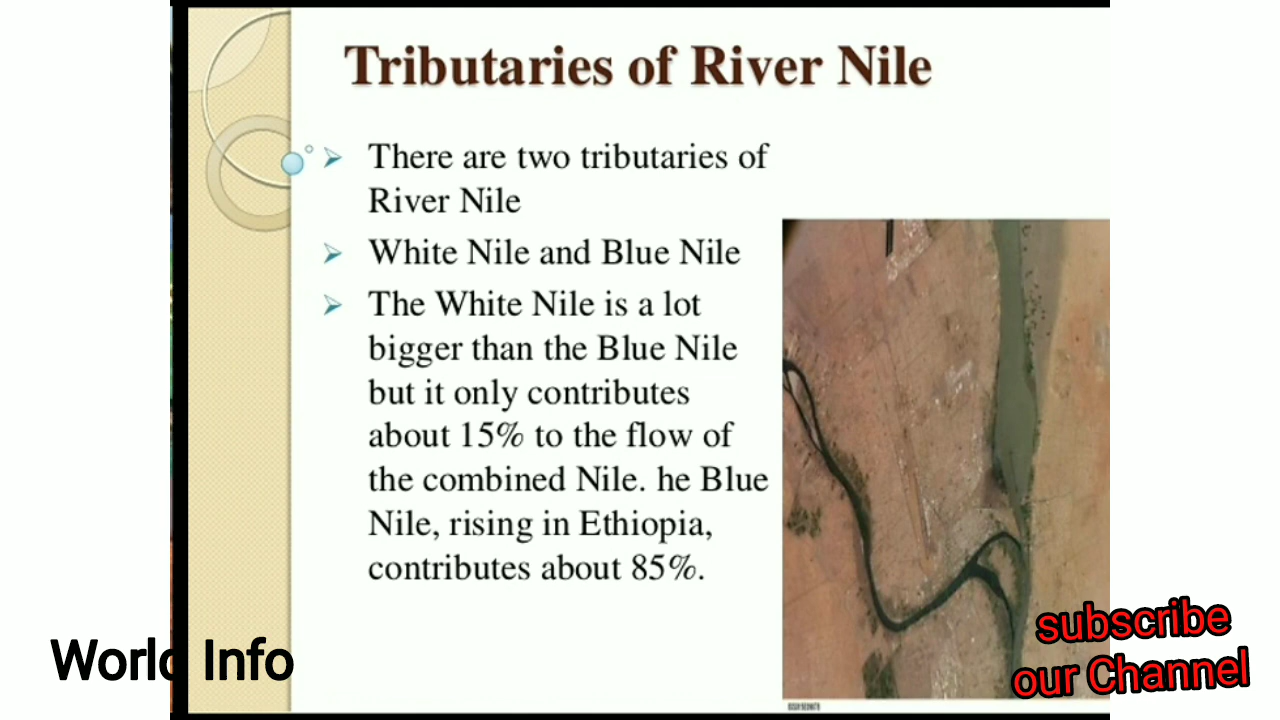 Tributaries of River Nile
There are two tributaries of
River Nile
White Nile and Blue Nile
The White Nile is a lot
bigger than the Blue Nile
but it only contributes
about 15% to the flow of
the combined Nile. he Blue
Nile, rising in Ethiopia,
contributes about 85%.
World Info
subscribe
our Channel